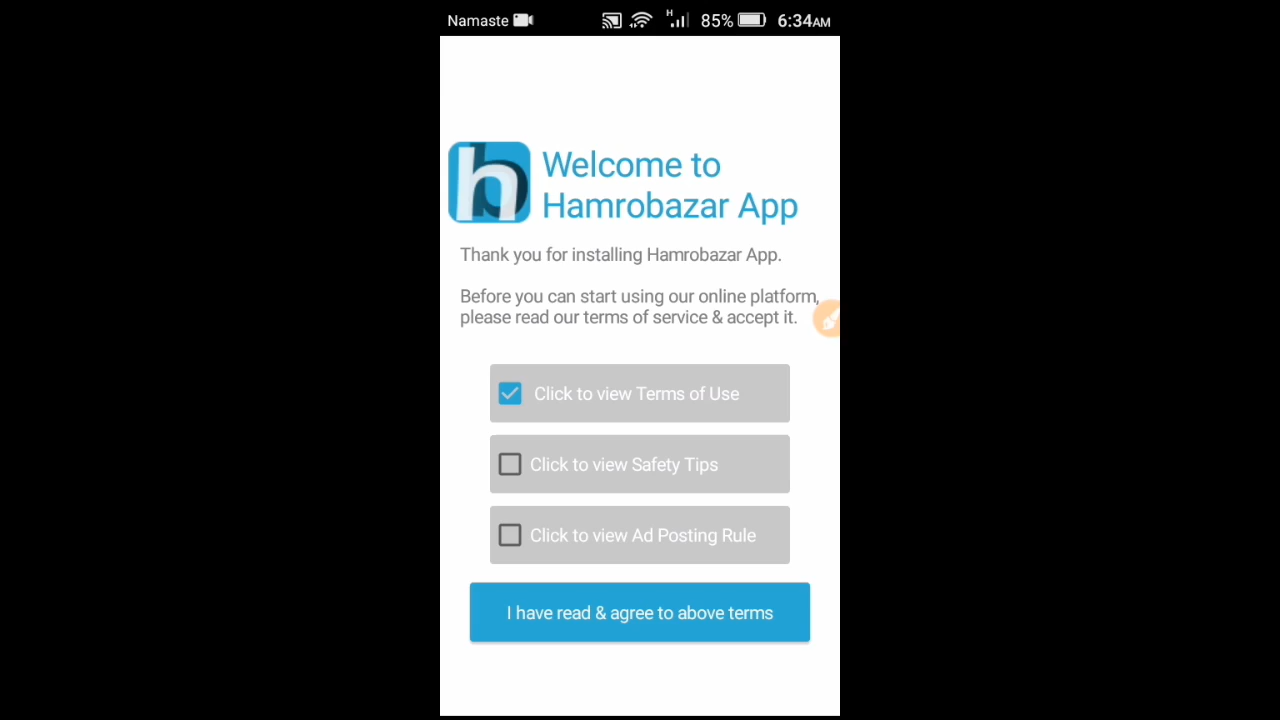 Namaste H 85% 6:34AM
Welcome to
Hamrobazar App
Thank you for installing Hamrobazar App.
Before you can start using our online platform,
please read our terms of service & accept it.
Click to view Terms of Use
Click to view Safety Tips
Click to view Ad Posting Rule
I have read & agree to above terms